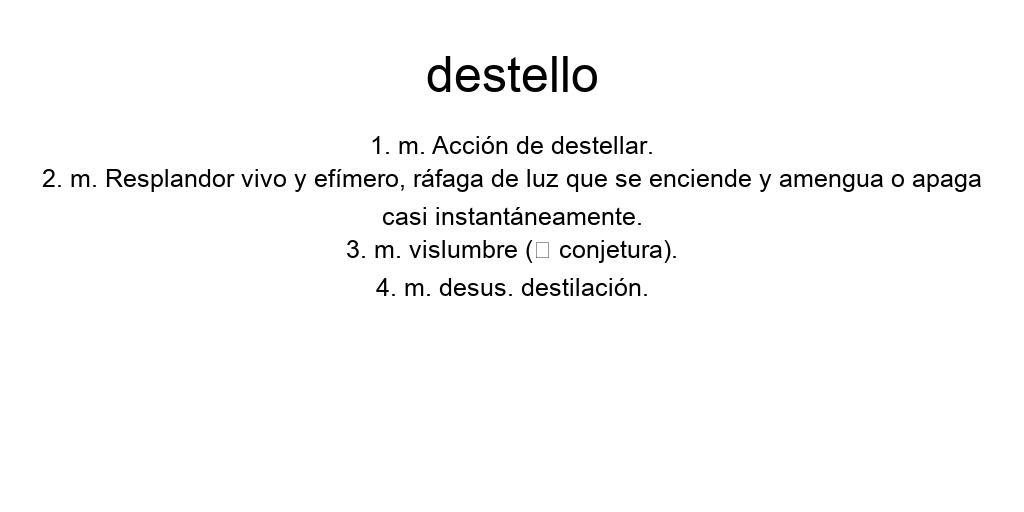 destello
1. m. Acción de destellar.
2. m. Resplandor vivo y efímero, ráfaga de luz que se enciende y amengua o apaga
casi instantáneamente.
3. m. vislumbre (□ conjetura).
4. m. desus. destilación.